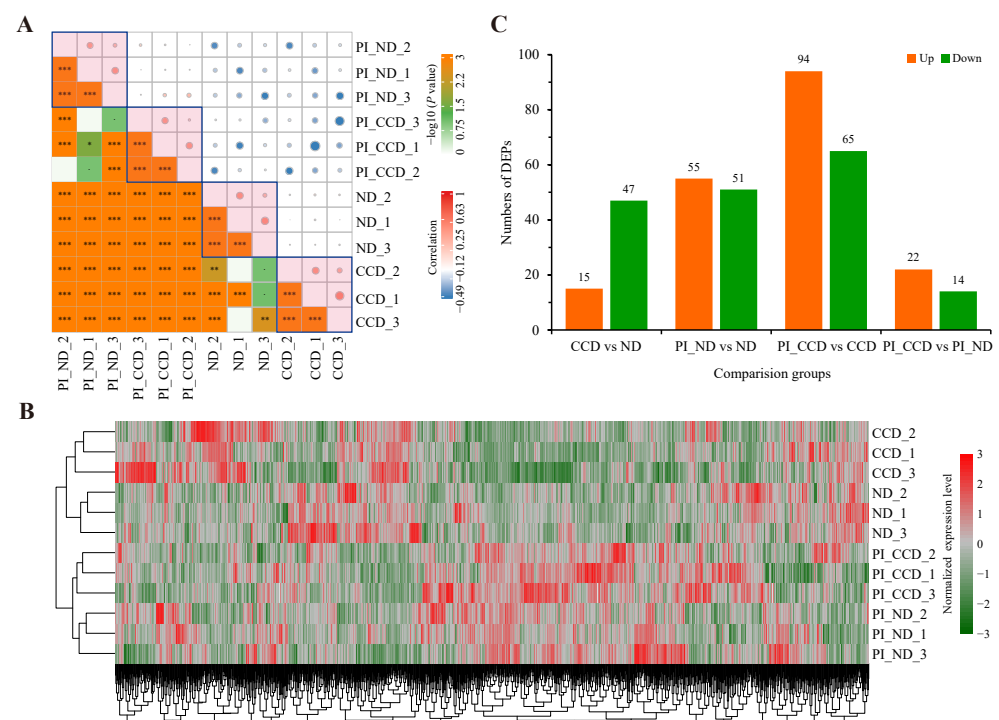 A
PI_ND_2
PI_ND_1
PI_ND_3
PI_CCD_3
PI_CCD_1
PI_CCD_2
ND_2
ND_1
ND_3
CCD_2
CCD_1
CCD_3
PI_ND_2
PI_ND_1
PI_ND_3
PI_CCD_3
PI_CCD_1
PI_CCD_2
ND_2
ND_1
ND_3
CCD_2
CCD_1
CCD_3
−log10 (P value)
0 0.75 1.5 2.2 3
Correlation
−0.49 −0.12 0.25 0.63 1
C
Up Down
Numbers of DEPs
100
80
60
40
20
0
15 47 55 51 94 65 22 14
CCD vs ND PI_ND vs ND PI_CCD vs CCD PI_CCD vs PI_ND
Comparision groups
B
CCD_2
CCD_1
CCD_3
ND_2
ND_1
ND_3
PI_CCD_2
PI_CCD_1
PI_CCD_3
PI_ND_2
PI_ND_1
PI_ND_3
Normalized expression level
3
2
1
0
−1
−2
−3